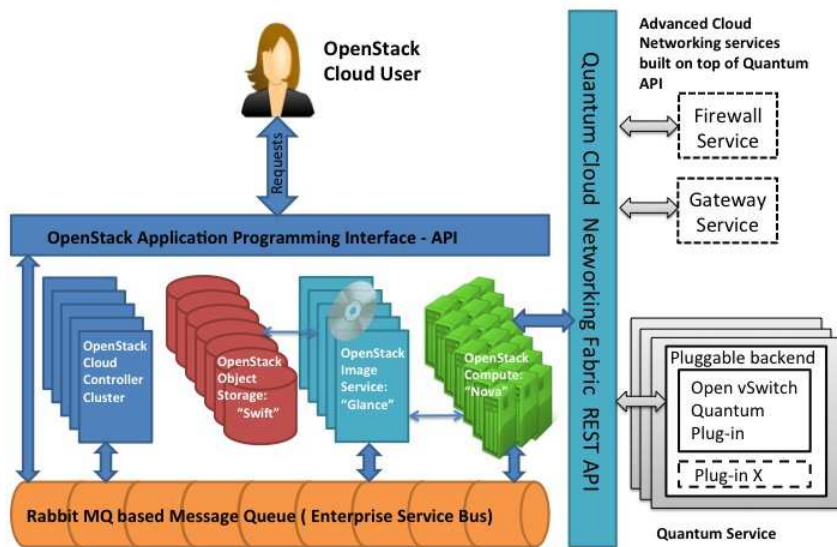 OpenStack
Cloud User
Requests
OpenStack Application Programming Interface - API
OpenStack
Cloud
Controller
Cluster
OpenStack
Object
Storage:
"Swift"
OpenStack
Image
Service:
"Glance"
OpenStack
Compute:
"Nova"
Rabbit MQ based Message Queue ( Enterprise Service Bus)
Quantum Cloud Networking Fabric REST API
Advanced Cloud
Networking services
built on top of Quantum
API
Firewall
Service
Gateway
Service
Pluggable backend
Open vSwitch
Quantum
Plug-in
Plug-in X
Quantum Service